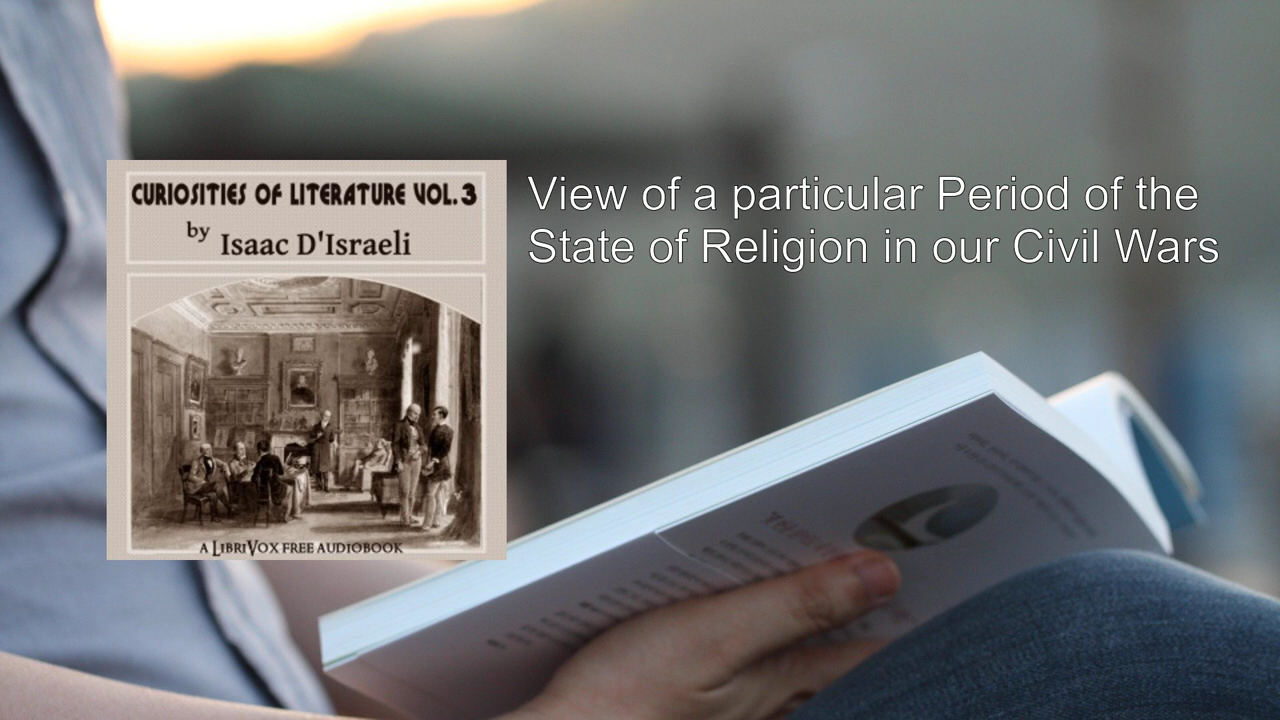 CURIOSITIES OF LITERATURE VOL.3
by Isaac D'Israeli
A LIBRIVOX FREE AUDIOBOOK
View of a particular Period of the
State of Religion in our Civil Wars